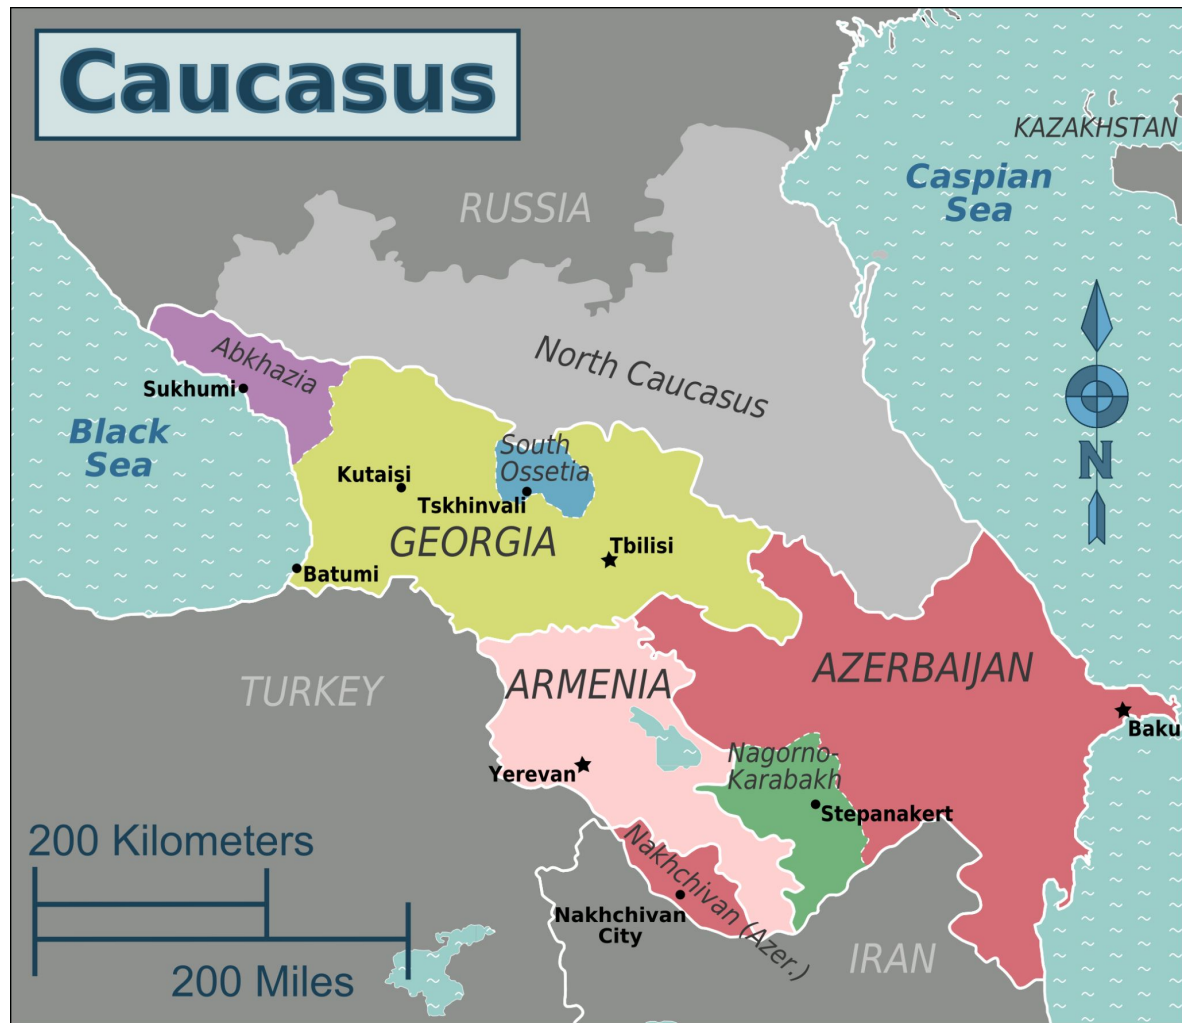 Caucasus
RUSSIA
KAZAKHSTAN
Caspian
Sea
North Caucasus
Abkhazia
Sukhumi
Black
Sea
South
Ossetia
Kutaisi
Tskhinvali
GEORGIA
Tbilisi
Batumi
N
TURKEY
ARMENIA
AZERBAIJAN
Baku
Nagorno-
Karabakh
Yerevan
Stepanakert
Nakhchivan (Azer.)
Nakhchivan
City
IRAN
200 Kilometers
200 Miles